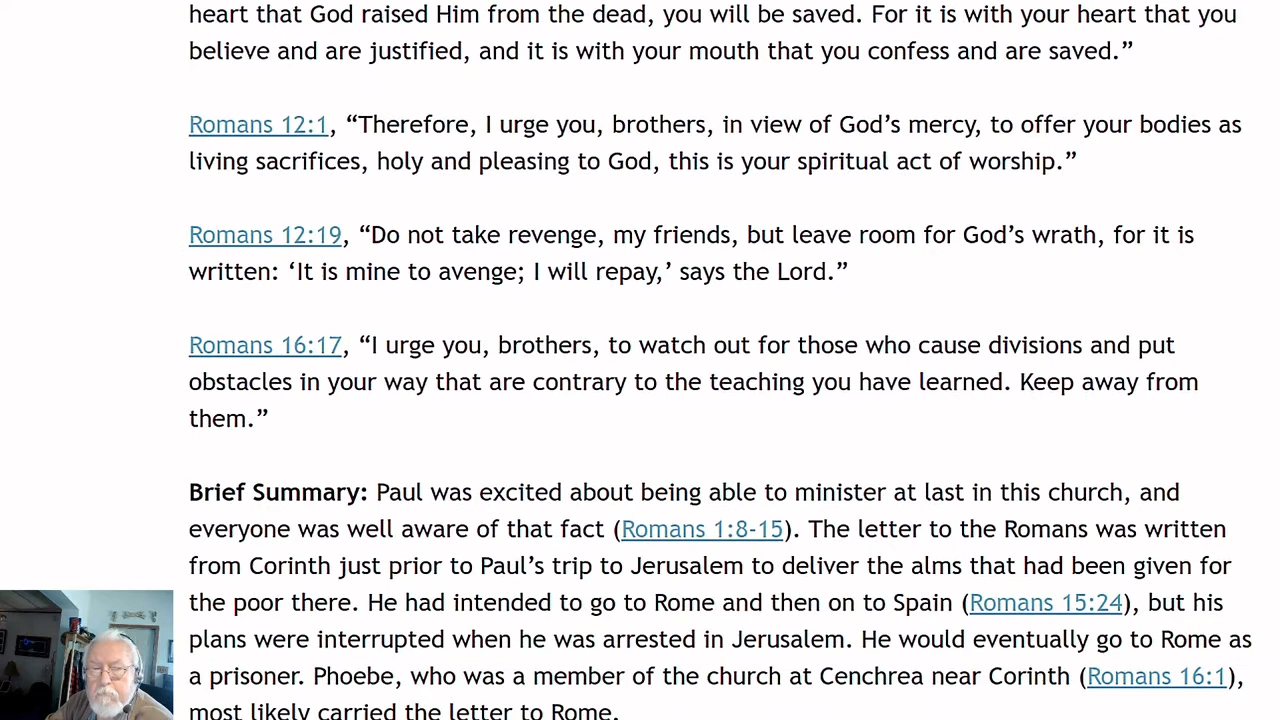 heart that God raised Him from the dead, you will be saved. For it is with your heart that you
believe and are justified, and it is with your mouth that you confess and are saved.”
Romans 12:1, “Therefore, I urge you, brothers, in view of God’s mercy, to offer your bodies as
living sacrifices, holy and pleasing to God, this is your spiritual act of worship.”
Romans 12:19, “Do not take revenge, my friends, but leave room for God’s wrath, for it is
written: ‘It is mine to avenge; I will repay,’ says the Lord.”
Romans 16:17, “I urge you, brothers, to watch out for those who cause divisions and put
obstacles in your way that are contrary to the teaching you have learned. Keep away from
them.”
Brief Summary: Paul was excited about being able to minister at last in this church, and
everyone was well aware of that fact (Romans 1:8-15). The letter to the Romans was written
from Corinth just prior to Paul’s trip to Jerusalem to deliver the alms that had been given for
the poor there. He had intended to go to Rome and then on to Spain (Romans 15:24), but his
plans were interrupted when he was arrested in Jerusalem. He would eventually go to Rome as
a prisoner. Phoebe, who was a member of the church at Cenchrea near Corinth (Romans 16:1),
most likely carried the letter to Rome.